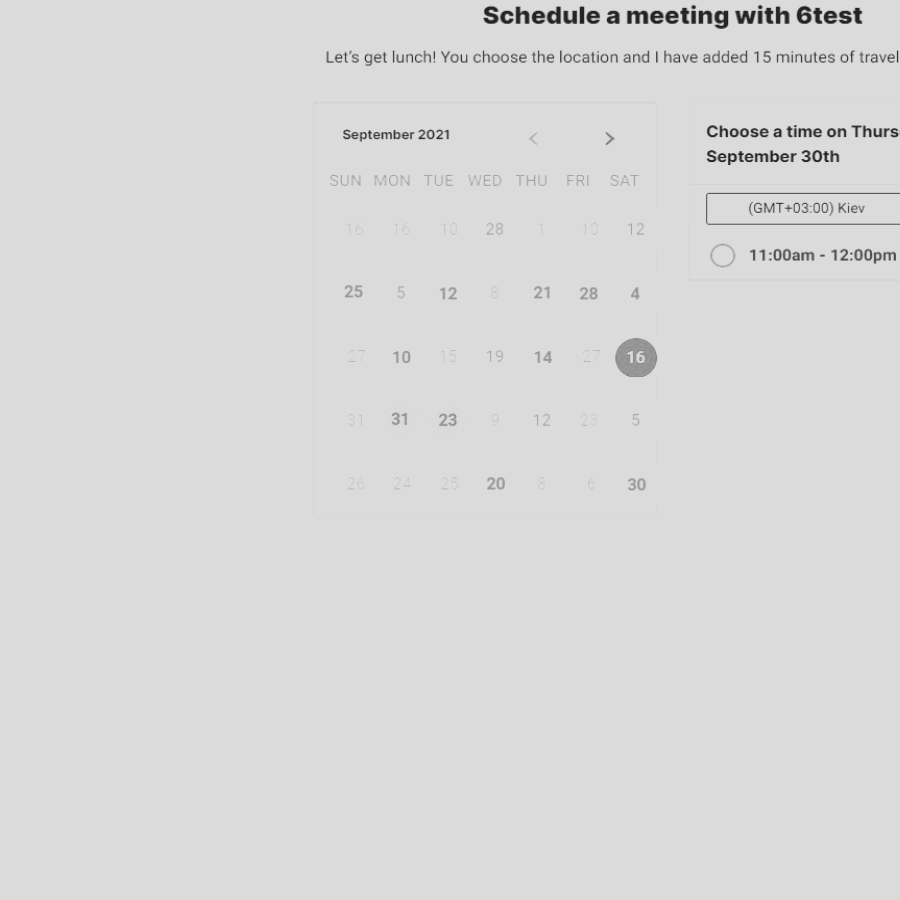 Schedule a meeting with 6test
Let's get lunch! You choose the location and I have added 15 minutes of travel
September 2021
SUN MON TUE WED THU FRI SAT
16 16 10 28 1 10 12
25 5 12 8 21 28 4
27 10 15 19 14 27 16
31 31 23 9 12 23 5
26 24 25 20 8 6 30
Choose a time on Thurs
September 30th
(GMT+03:00) Kiev
11:00am - 12:00pm